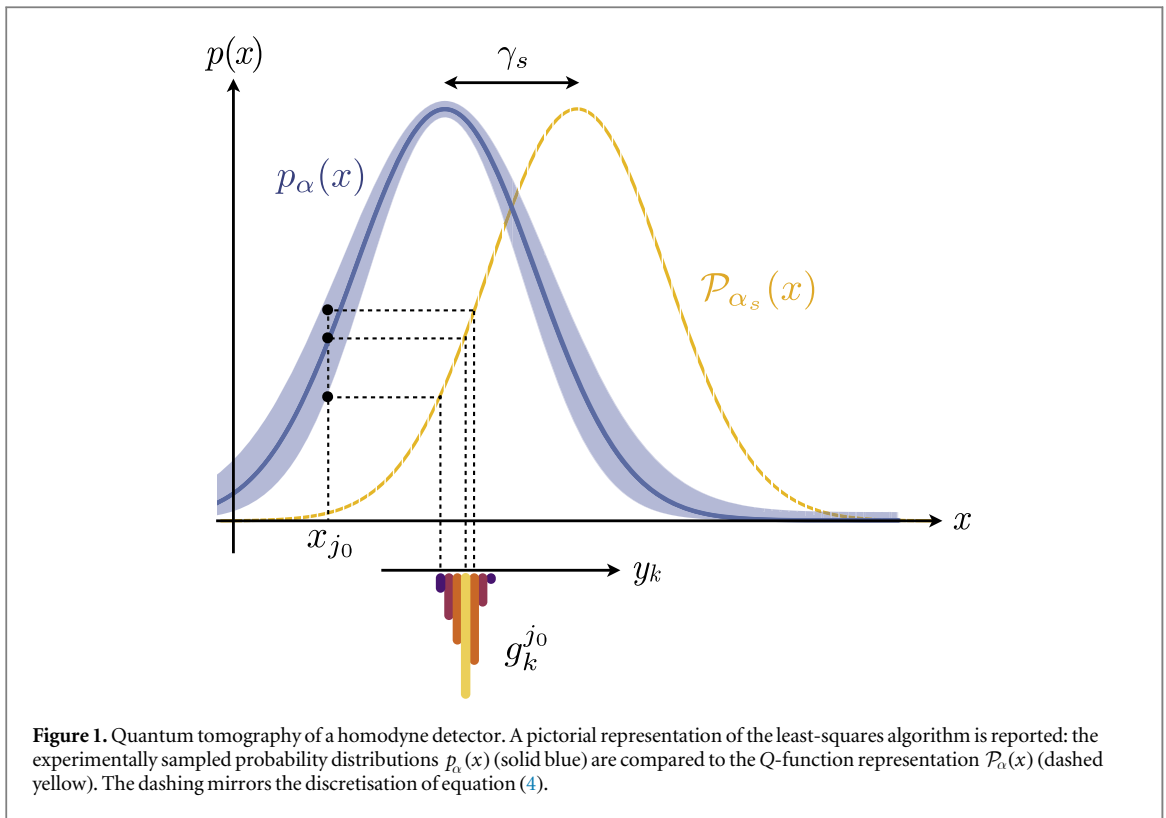 p(x)
γₛ
p_α(x)
𝒫_{α_s}(x)
x
x_{j_0}
y_k
g_k^{j_0}
Figure 1. Quantum tomography of a homodyne detector. A pictorial representation of the least-squares algorithm is reported: the
experimentally sampled probability distributions p_α(x) (solid blue) are compared to the Q-function representation 𝒫_α(x) (dashed
yellow). The dashing mirrors the discretisation of equation (4).